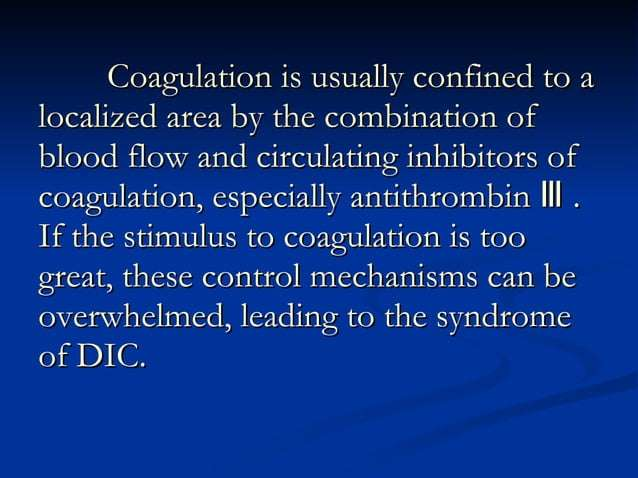 Coagulation is usually confined to a
localized area by the combination of
blood flow and circulating inhibitors of
coagulation, especially antithrombin Ⅲ .
If the stimulus to coagulation is too
great, these control mechanisms can be
overwhelmed, leading to the syndrome
of DIC.